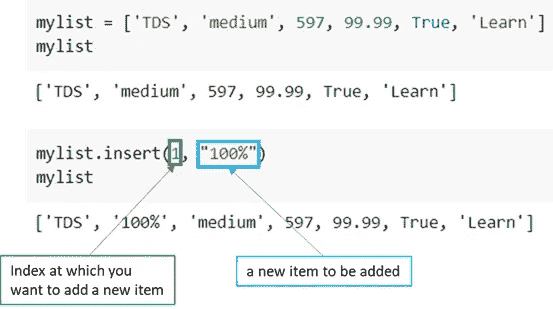 mylist = ['TDS', 'medium', 597, 99.99, True, 'Learn']
mylist
['TDS', 'medium', 597, 99.99, True, 'Learn']
mylist.insert(1, "100%")
mylist
['TDS', '100%', 'medium', 597, 99.99, True, 'Learn']
Index at which you
want to add a new item
a new item to be added